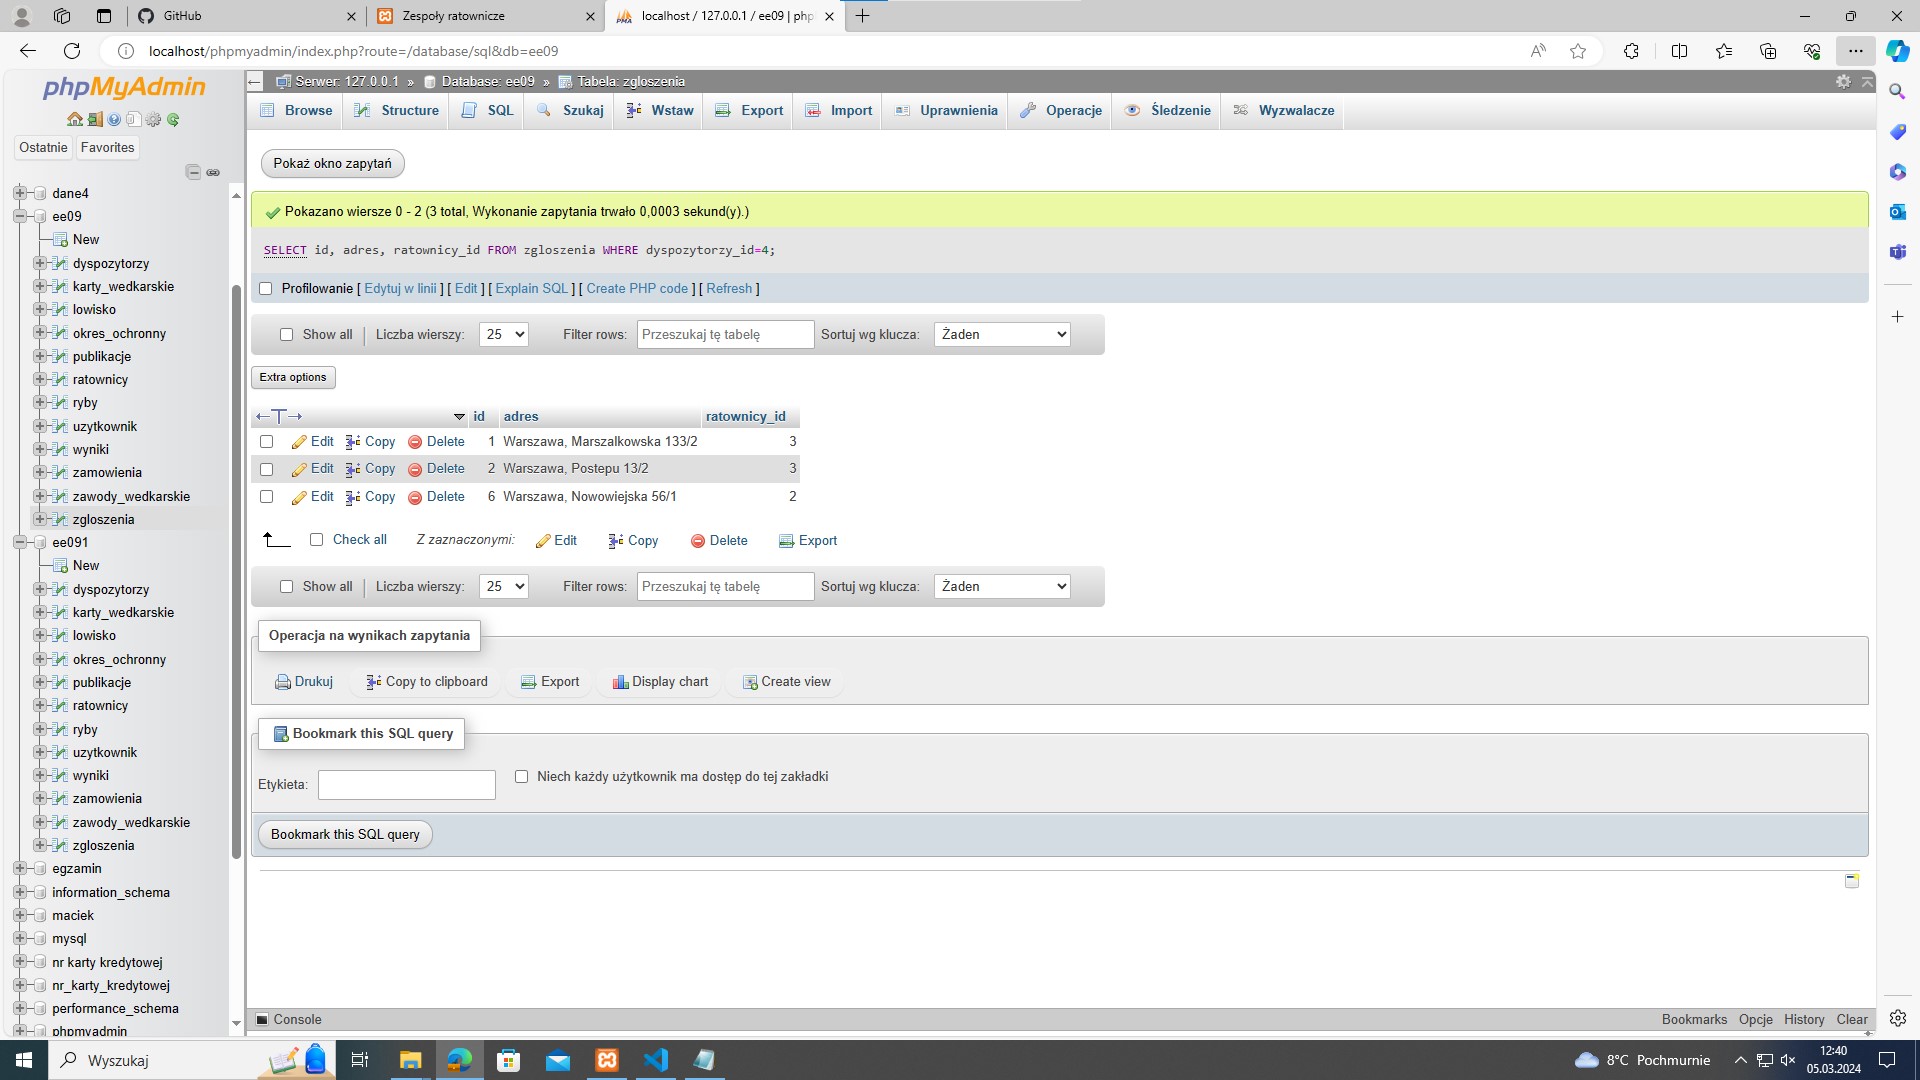 GitHub
Zespoły ratownicze
localhost / 127.0.0.1 / ee09 | php
localhost/phpmyadmin/index.php?route=/database/sql&db=ee09
phpMyAdmin
Ostatnie Favorites
dane4
ee09
New
dyspozytorzy
karty_wedkarskie
lowisko
okres_ochronny
publikacje
ratownicy
ryby
uzytkownik
wyniki
zamowienia
zawody_wedkarskie
zgloszenia
ee091
New
dyspozytorzy
karty_wedkarskie
lowisko
okres_ochronny
publikacje
ratownicy
ryby
uzytkownik
wyniki
zamowienia
zawody_wedkarskie
zgloszenia
egzamin
information_schema
maciek
mysql
nr karty kredytowej
nr_karty_kredytowej
performance_schema
phpmyadmin
Serwer: 127.0.0.1 » Database: ee09 » Tabela: zgloszenia
Browse Structure SQL Szukaj Wstaw Export Import Uprawnienia Operacje Śledzenie Wyzwalacze
Pokaż okno zapytań
Pokazano wiersze 0 - 2 (3 total, Wykonanie zapytania trwało 0,0003 sekund(y).)
SELECT id, adres, ratownicy_id FROM zgloszenia WHERE dyspozytorzy_id=4;
Profilowanie [ Edytuj w linii ] [ Edit ] [ Explain SQL ] [ Create PHP code ] [ Refresh ]
Show all Liczba wierszy: 25 Filter rows: Przeszukaj tę tabelę Sortuj wg klucza: Żaden
Extra options
←T→ id adres ratownicy_id
Edit Copy Delete 1 Warszawa, Marszalkowska 133/2 3
Edit Copy Delete 2 Warszawa, Postepu 13/2 3
Edit Copy Delete 6 Warszawa, Nowowiejska 56/1 2
Check all Z zaznaczonymi: Edit Copy Delete Export
Show all Liczba wierszy: 25 Filter rows: Przeszukaj tę tabelę Sortuj wg klucza: Żaden
Operacja na wynikach zapytania
Drukuj Copy to clipboard Export Display chart Create view
Bookmark this SQL query
Etykieta: Niech każdy użytkownik ma dostęp do tej zakładki
Bookmark this SQL query
Console Bookmarks Opcje History Clear
Wyszukaj
8°C Pochmurnie
12:40
05.03.2024